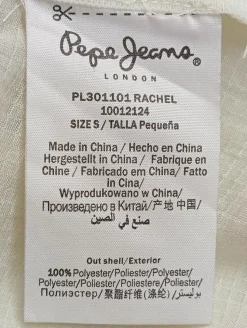 Pepe Jeans®
LONDON
PL301101 RACHEL
10012124
SIZE S / TALLA Pequeña
Made in China / Hecho en China
Hergestellt in China / Fabrique en
Chine / Fabricado em China/ Fatto
in Cina/
Wyprodukowano w China/
Произведено в Китай/产地 中国/
صنع في الصين
Out shell/Exterior
100% Polyester/Poliester/Polyester/
Polyester/Poliéster/Poliestere/Poliester/
Полиэстер/聚酯纤维(涤纶)/بوليستر